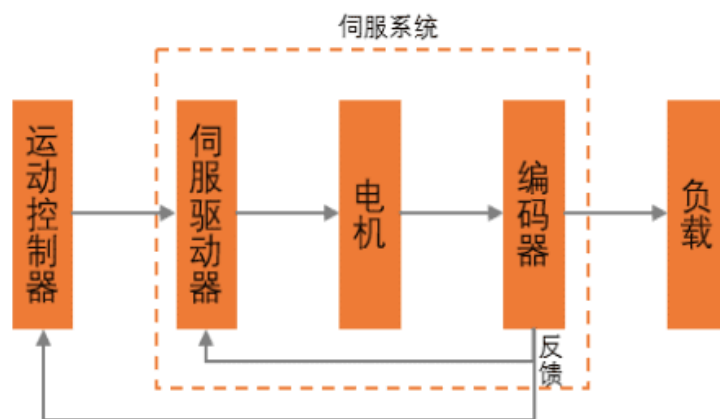 伺服系统
运动控制器
伺服驱动器
电机
编码器
负载
反馈